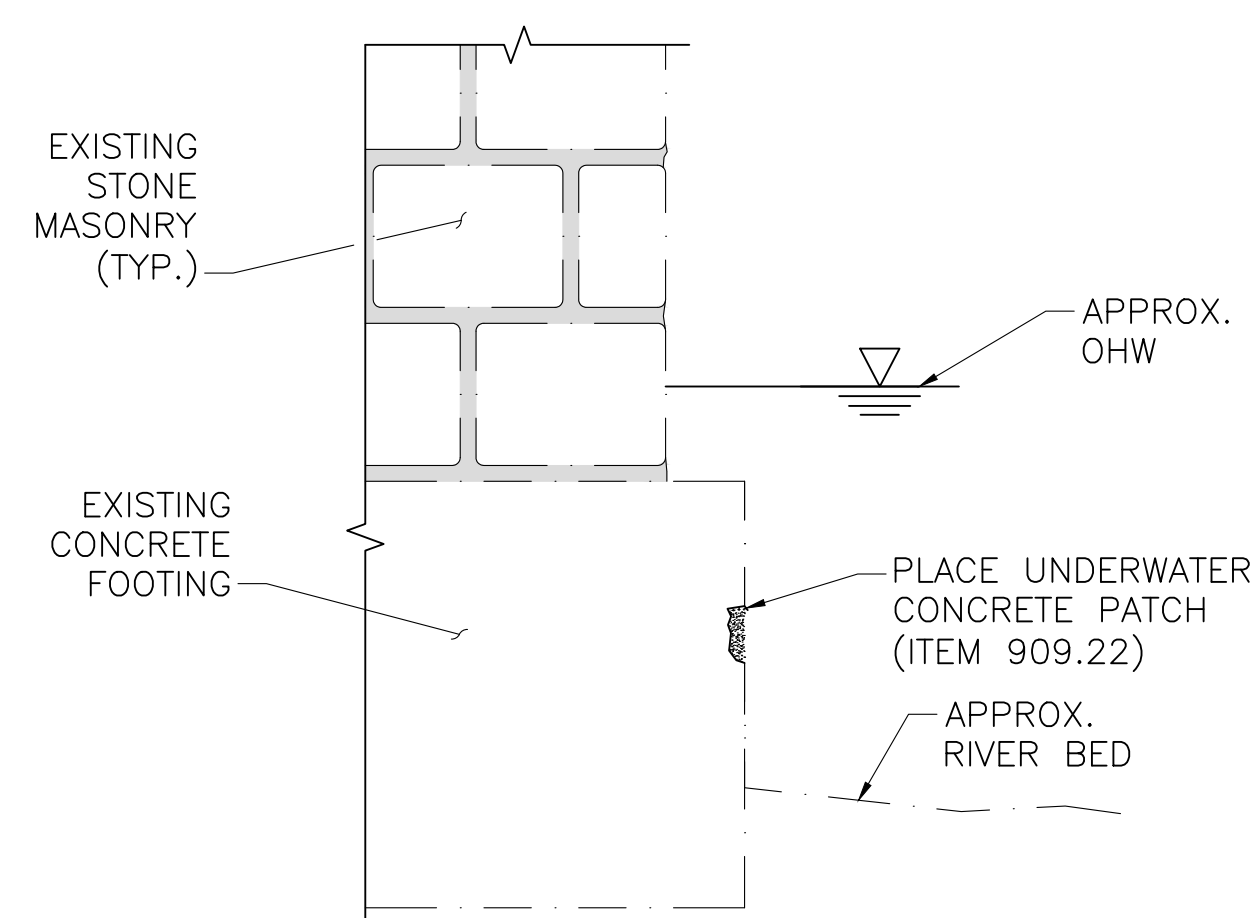 EXISTING
STONE
MASONRY
(TYP.)
APPROX.
OHW
EXISTING
CONCRETE
FOOTING
PLACE UNDERWATER
CONCRETE PATCH
(ITEM 909.22)
APPROX.
RIVER BED